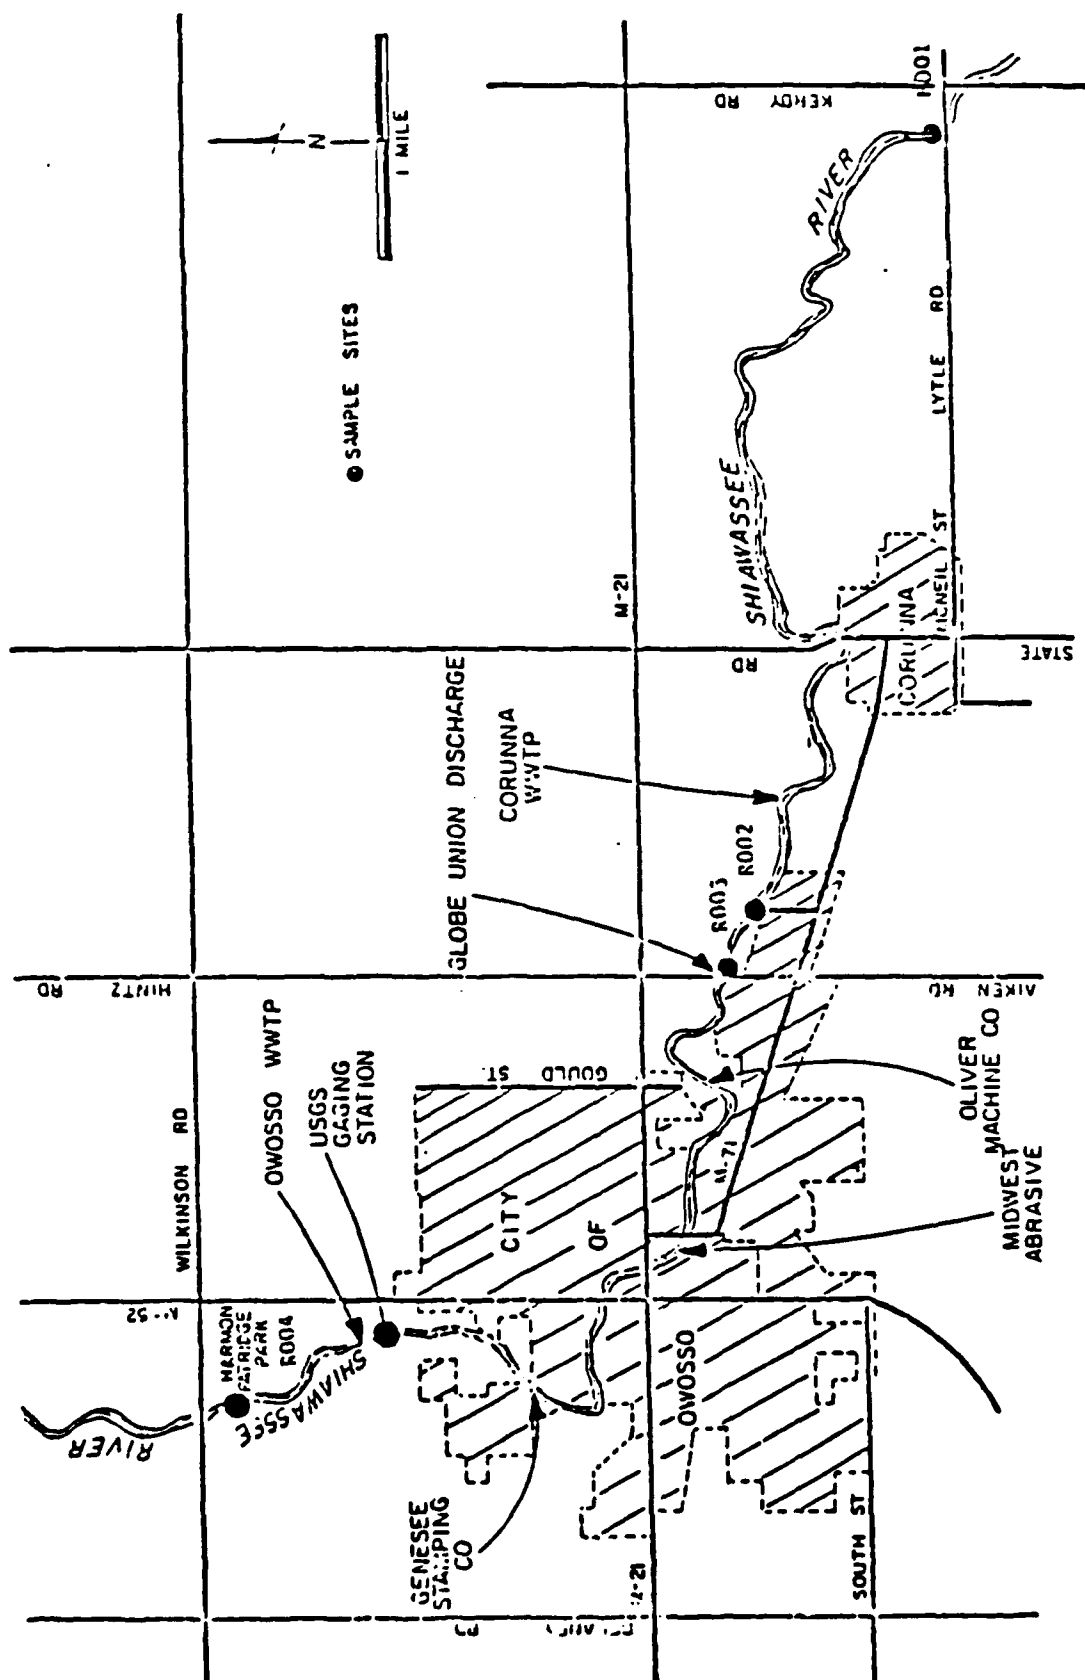 RIVER
SHIAWASSEE
HARMON
PATRIDGE
PARK
R004
WILKINSON RD
OWOSSO WWTP
USGS
GAGING
STATION
HINTZ RD
GLOBE UNION DISCHARGE
CORUNNA
WWTP
SAMPLE SITES
N
1 MILE
GENESEE
STAMPING
CO
CITY
OF
OWOSSO
GOULD ST.
M-21
M-71
R003
R002
RD
SHIAWASSEE
RIVER
KERBY RD
R001
SOUTH ST
MIDWEST
ABRASIVE
OLIVER
MACHINE CO
AIKEN RD
CORUNNA
MCNEIL ST
LYTLE RD
STATE
M-21
M-52